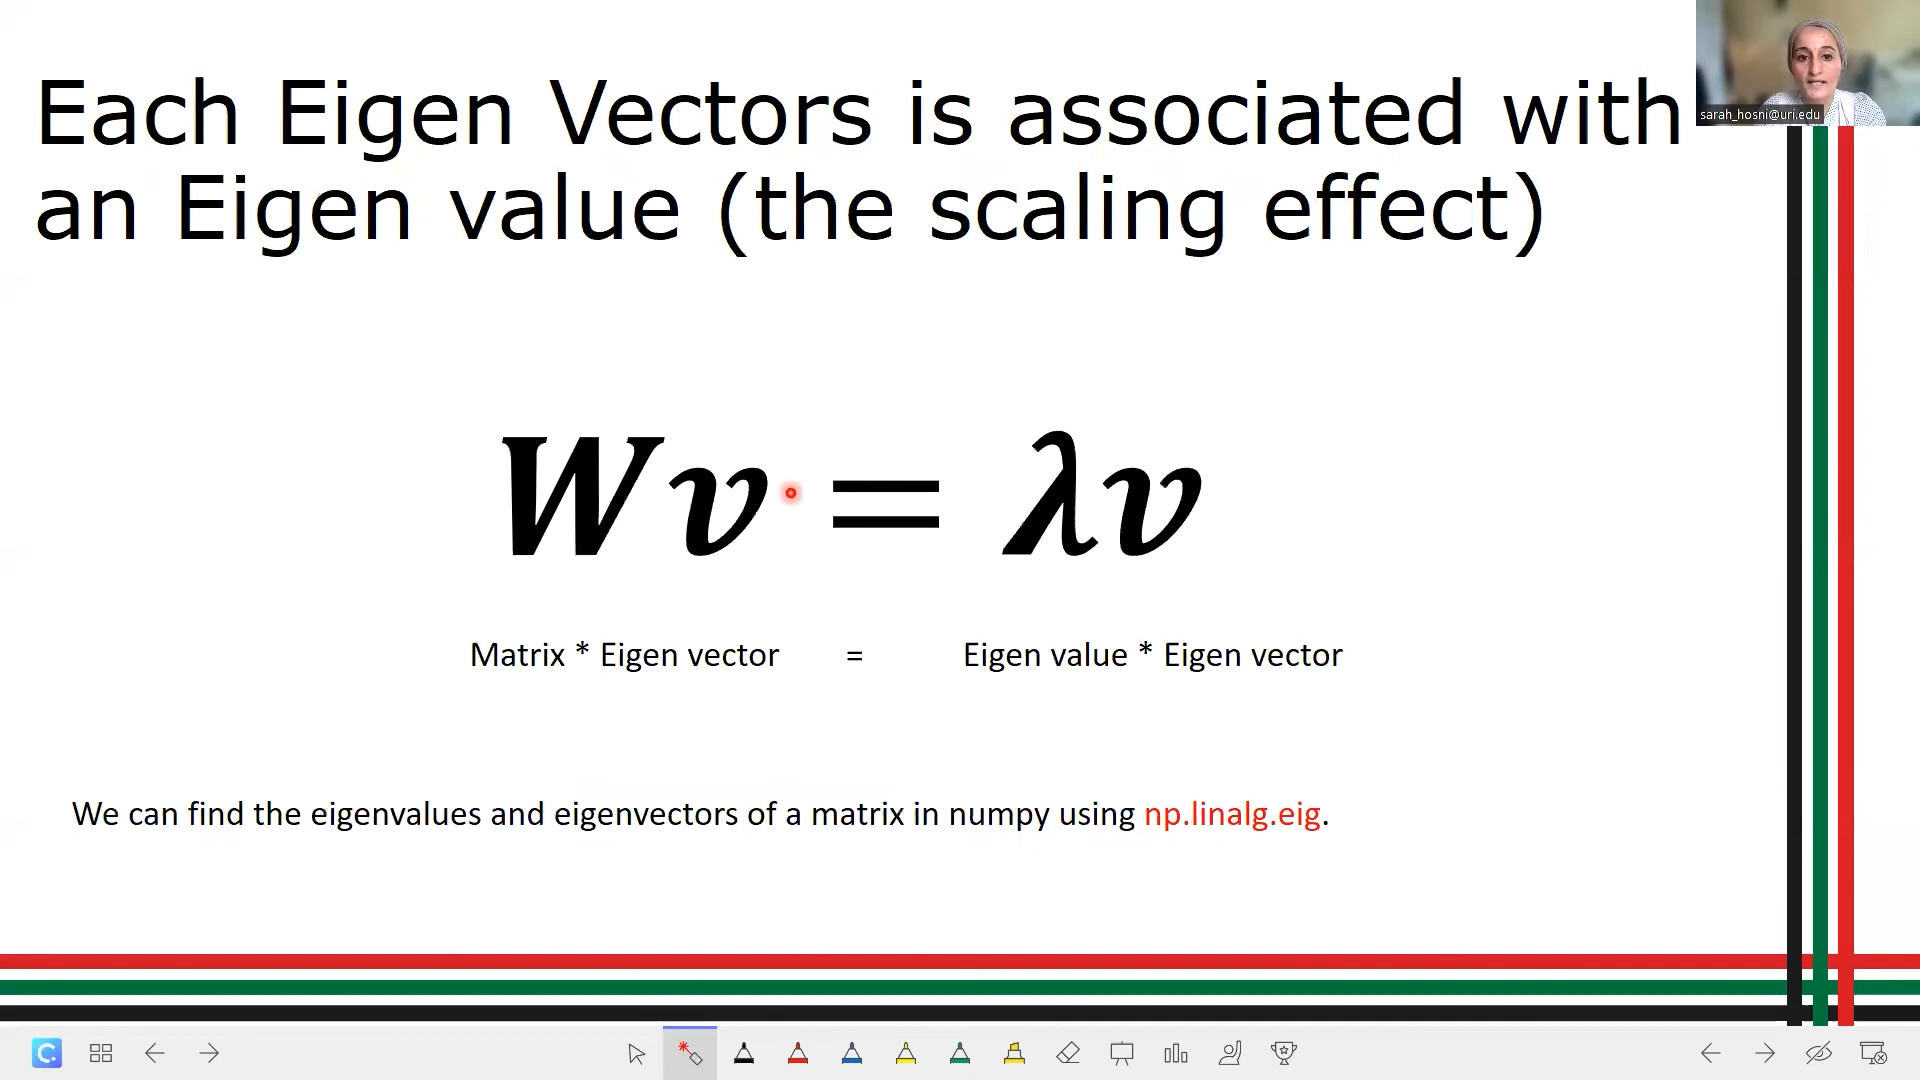 Each Eigen Vectors is associated with
an Eigen value (the scaling effect)
sarah_hosni@uri.edu
Wv = λv
Matrix * Eigen vector = Eigen value * Eigen vector
We can find the eigenvalues and eigenvectors of a matrix in numpy using np.linalg.eig.